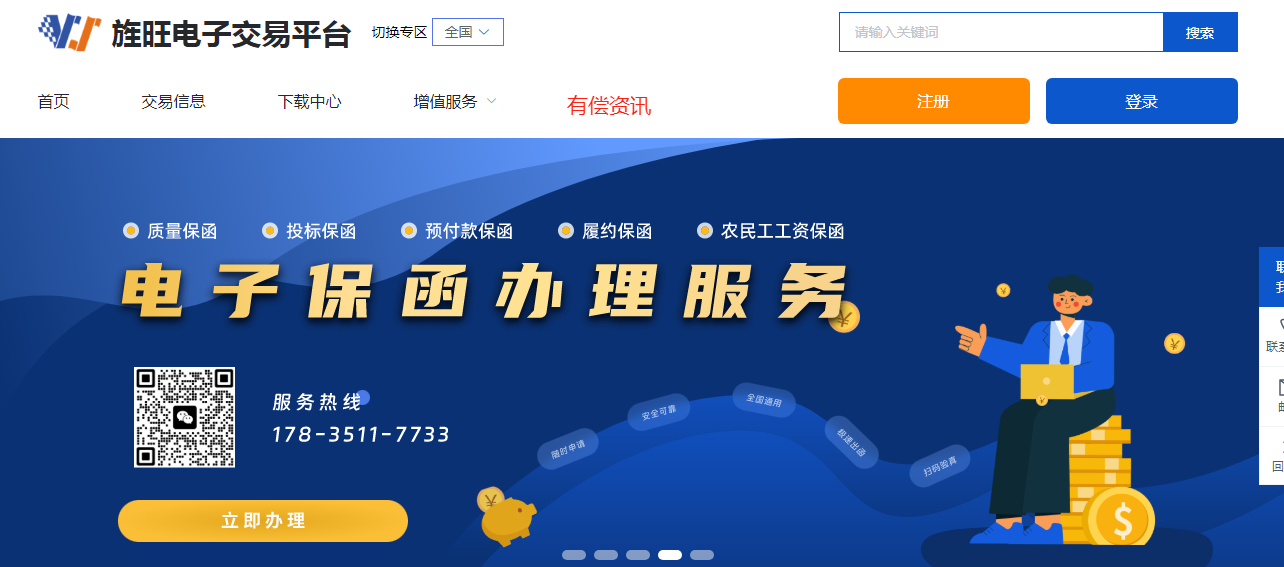 旌旺电子交易平台 切换专区 全国 请输入关键词 搜索
首页 交易信息 下载中心 增值服务 有偿资讯 注册 登录
质量保函 投标保函 预付款保函 履约保函 农民工工资保函
电子保函办理服务
服务热线
178-3511-7733
随时申请 安全可靠 全国通用 极速出函 扫码验真
立即办理
联系